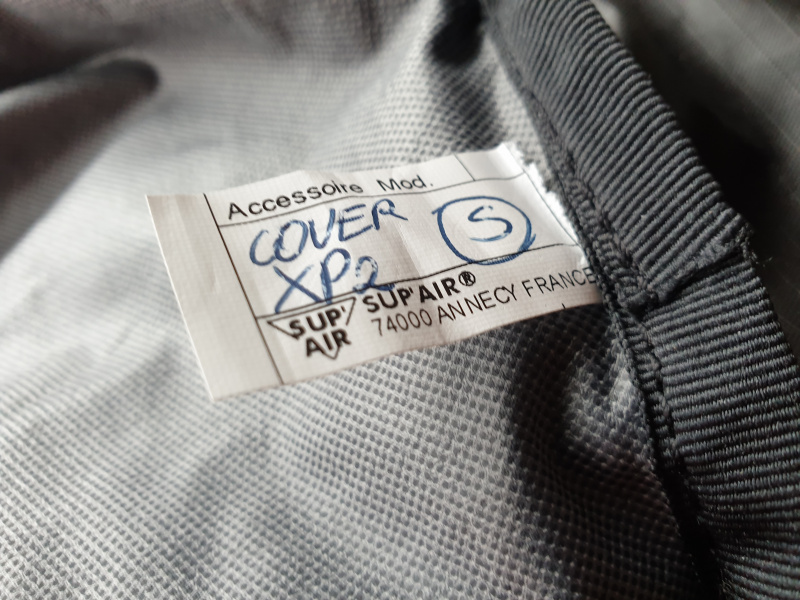 Accessoire Mod.
COVER S
XP2
SUP'AIR®
SUP' AIR
74000 ANNECY FRANCE